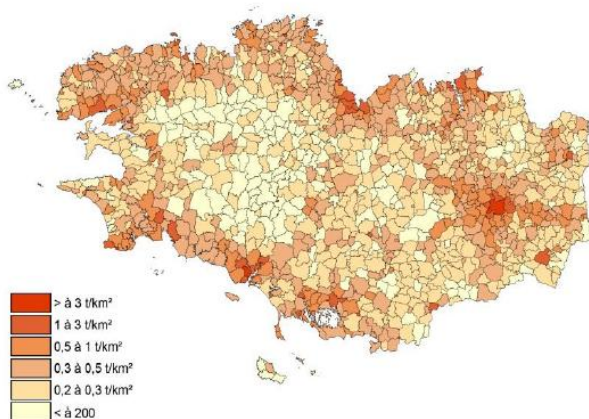 > à 3 t/km²
1 à 3 t/km²
0,5 à 1 t/km²
0,3 à 0,5 t/km²
0,2 à 0,3 t/km²
< à 200